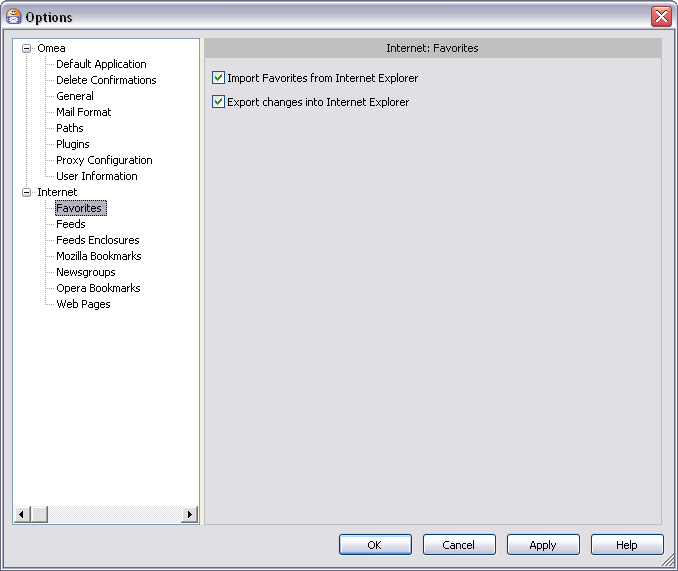 Options
Omea
Default Application
Delete Confirmations
General
Mail Format
Paths
Plugins
Proxy Configuration
User Information
Internet
Favorites
Feeds
Feeds Enclosures
Mozilla Bookmarks
Newsgroups
Opera Bookmarks
Web Pages
Internet: Favorites
Import Favorites from Internet Explorer
Export changes into Internet Explorer
OK Cancel Apply Help